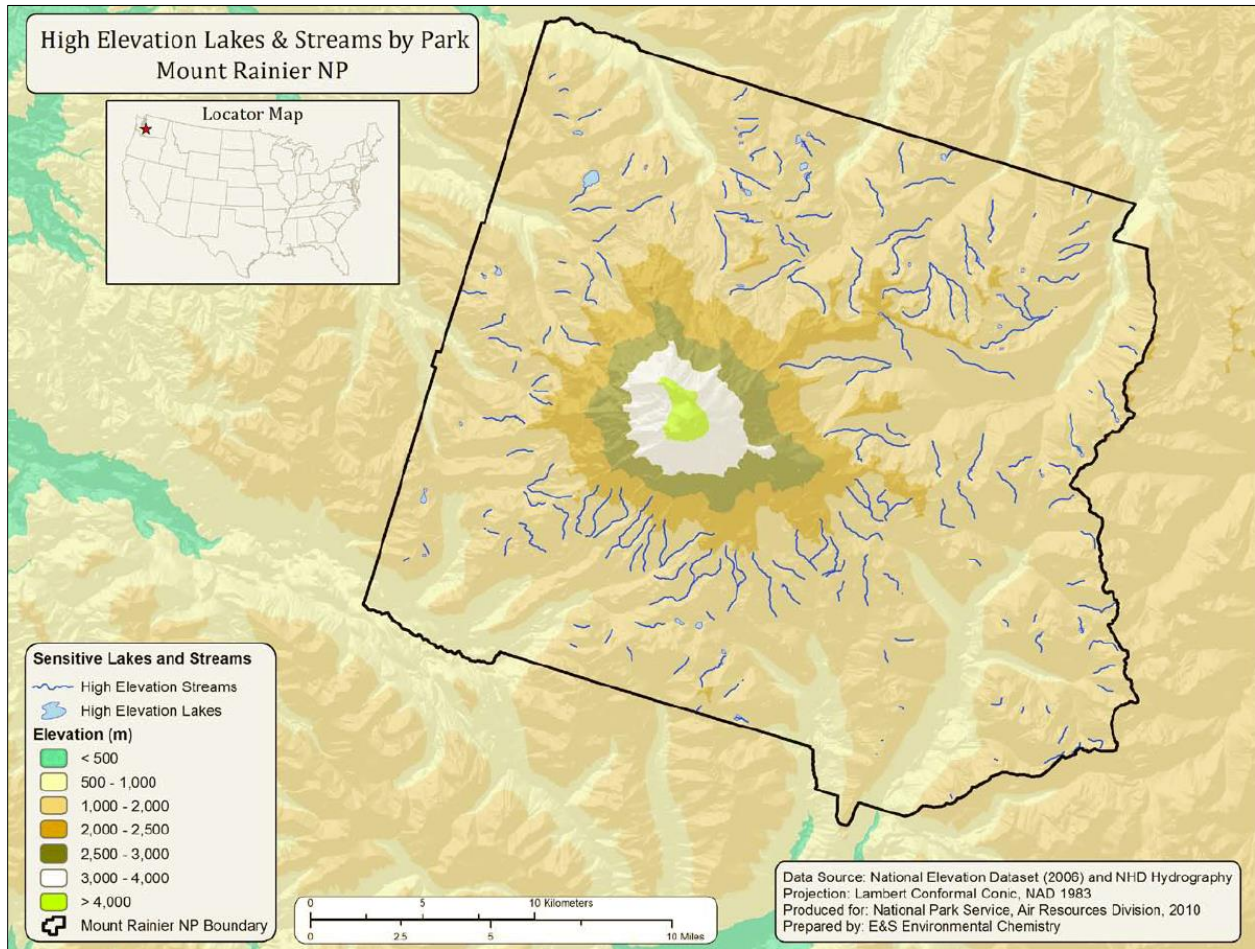 High Elevation Lakes & Streams by Park
Mount Rainier NP
Locator Map
Sensitive Lakes and Streams
High Elevation Streams
High Elevation Lakes
Elevation (m)
< 500
500 - 1,000
1,000 - 2,000
2,000 - 2,500
2,500 - 3,000
3,000 - 4,000
> 4,000
Mount Rainier NP Boundary
0 5 10 Kilometers
0 2.5 5 10 Miles
Data Source: National Elevation Dataset (2006) and NHD Hydrography
Projection: Lambert Conformal Conic, NAD 1983
Produced for: National Park Service, Air Resources Division, 2010
Prepared by: E&S Environmental Chemistry